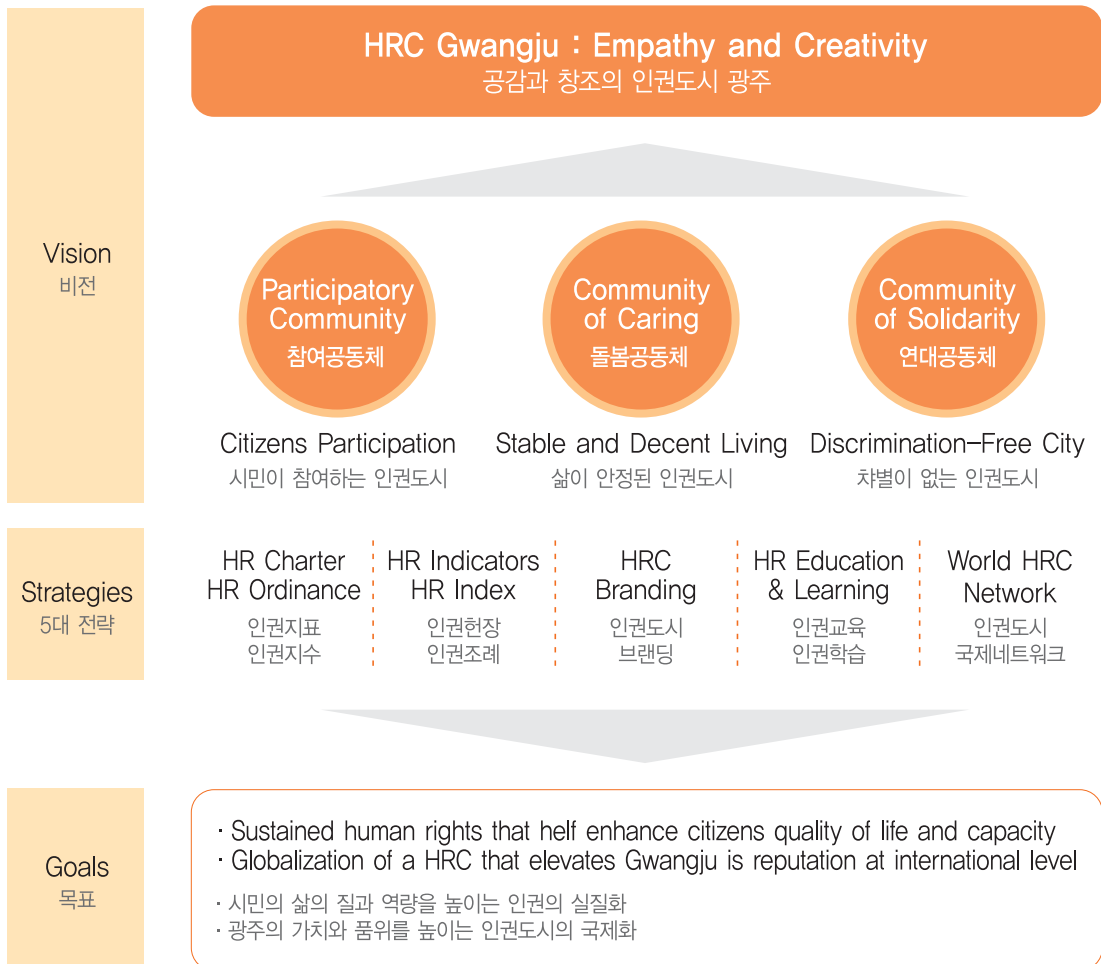 HRC Gwangju : Empathy and Creativity
공감과 창조의 인권도시 광주
Vision
비전
Participatory
Community
참여공동체
Community
of Caring
돌봄공동체
Community
of Solidarity
연대공동체
Citizens Participation
시민이 참여하는 인권도시
Stable and Decent Living
삶이 안정된 인권도시
Discrimination-Free City
챠별이 없는 인권도시
Strategies
5대 전략
HR Charter
HR Ordinance
인권지표
인권지수
HR Indicators
HR Index
인권헌장
인권조례
HRC
Branding
인권도시
브랜딩
HR Education
& Learning
인권교육
인권학습
World HRC
Network
인권도시
국제네트워크
Goals
목표
· Sustained human rights that helf enhance citizens quality of life and capacity
· Globalization of a HRC that elevates Gwangju is reputation at international level
· 시민의 삶의 질과 역량을 높이는 인권의 실질화
· 광주의 가치와 품위를 높이는 인권도시의 국제화